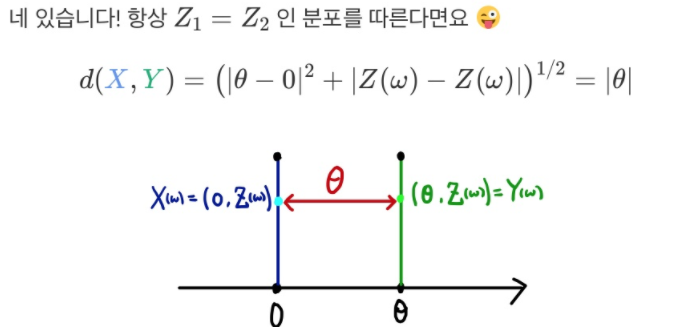 네 있습니다! 항상 Z₁ = Z₂ 인 분포를 따른다면요 😜
d(X, Y) = (|θ − 0|² + |Z(ω) − Z(ω)|)^{1/2} = |θ|
θ
X(ω) = (0, Z(ω)) (θ, Z(ω)) = Y(ω)
0 θ